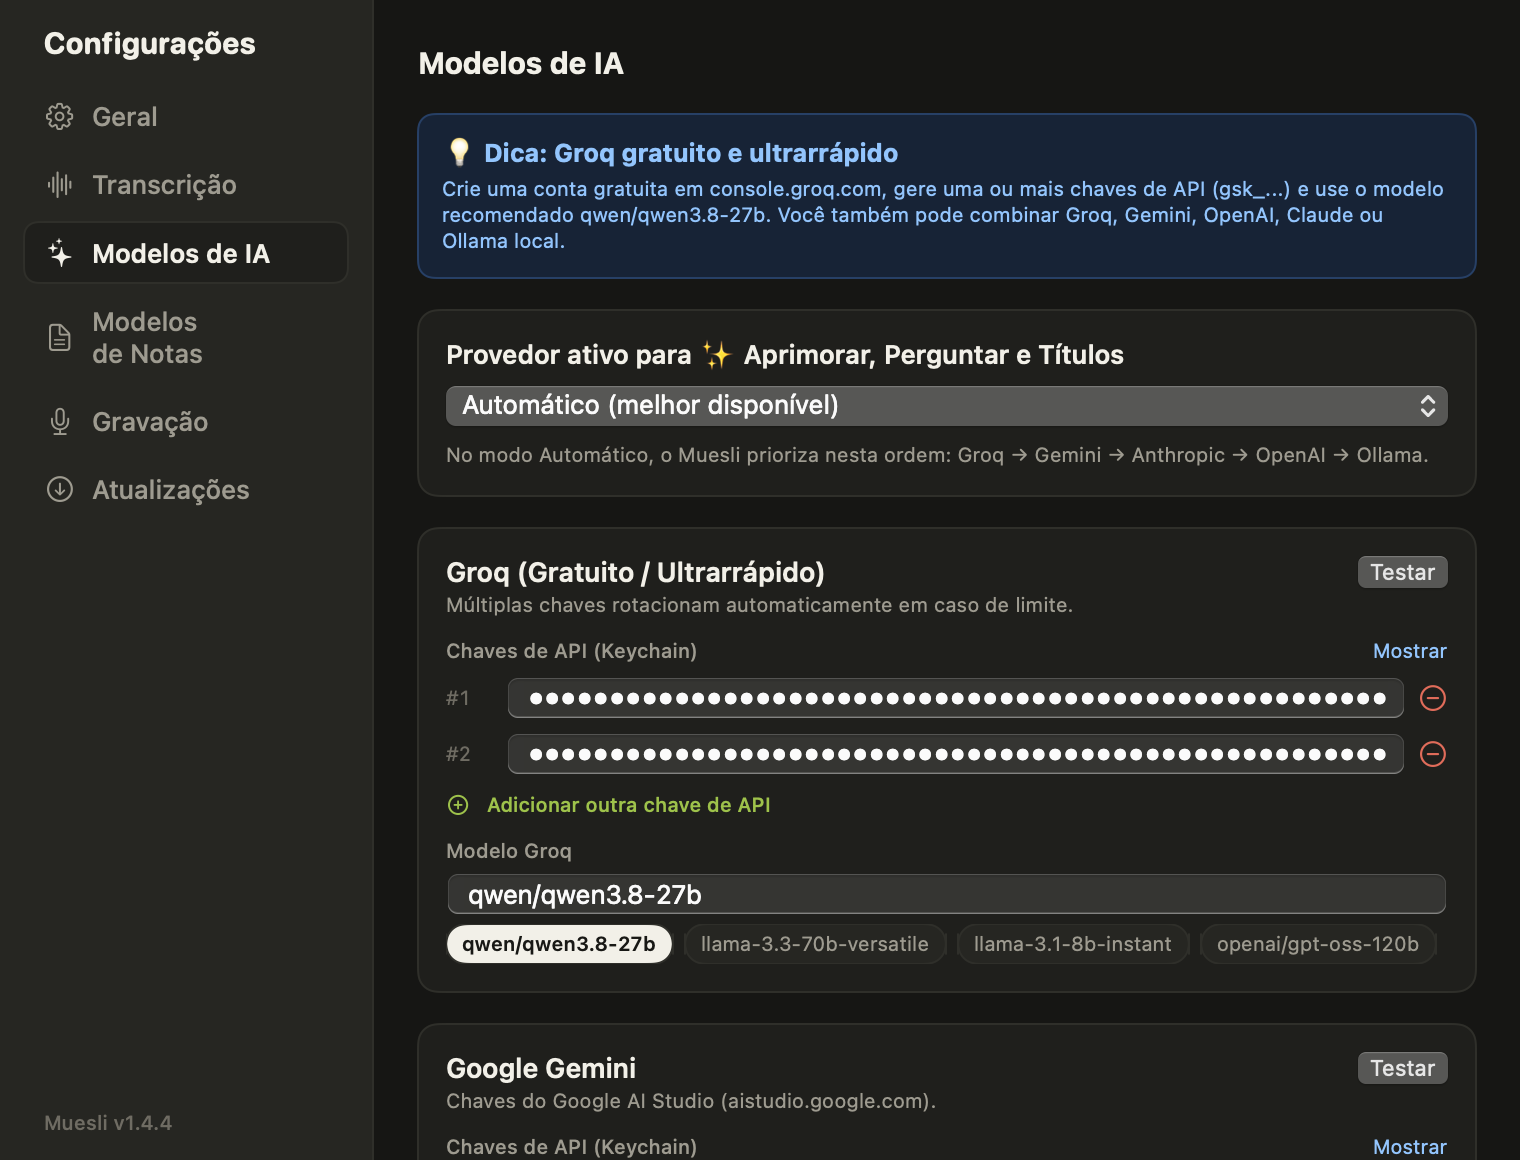 Configurações
Geral
Transcrição
Modelos de IA
Modelos
de Notas
Gravação
Atualizações
Muesli v1.4.4
Modelos de IA
💡 Dica: Groq gratuito e ultrarrápido
Crie uma conta gratuita em console.groq.com, gere uma ou mais chaves de API (gsk_...) e use o modelo
recomendado qwen/qwen3.8-27b. Você também pode combinar Groq, Gemini, OpenAI, Claude ou
Ollama local.
Provedor ativo para ✨ Aprimorar, Perguntar e Títulos
Automático (melhor disponível)
No modo Automático, o Muesli prioriza nesta ordem: Groq → Gemini → Anthropic → OpenAI → Ollama.
Groq (Gratuito / Ultrarrápido)
Testar
Múltiplas chaves rotacionam automaticamente em caso de limite.
Chaves de API (Keychain)
Mostrar
#1
#2
Adicionar outra chave de API
Modelo Groq
qwen/qwen3.8-27b
qwen/qwen3.8-27b
llama-3.3-70b-versatile
llama-3.1-8b-instant
openai/gpt-oss-120b
Google Gemini
Testar
Chaves do Google AI Studio (aistudio.google.com).
Chaves de API (Keychain)
Mostrar